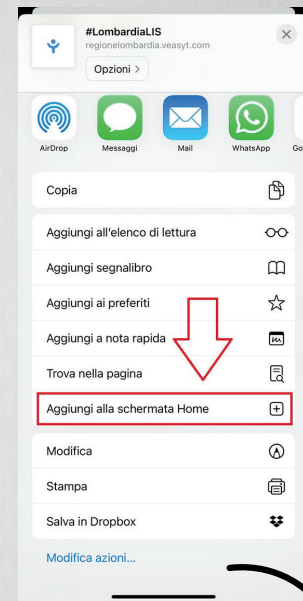 #LombardiaLIS
regionelombardia.veasyt.com
Opzioni >
AirDrop Messaggi Mail WhatsApp Go
Copia
Aggiungi all'elenco di lettura
Aggiungi segnalibro
Aggiungi ai preferiti
Aggiungi a nota rapida
Trova nella pagina
Aggiungi alla schermata Home
Modifica
Stampa
Salva in Dropbox
Modifica azioni...